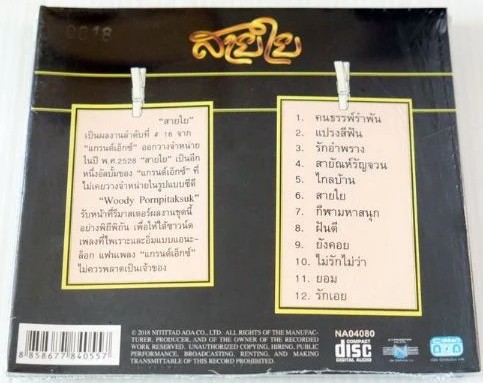 0018
สายใย
"สายใย"
เป็นผลงานลำดับที่ # 18 จาก
"แกรนด์เอ็กซ์" ออกวางจำหน่าย
ในปี พ.ศ.2528 "สายใย" เป็นอีก
หนึ่งอัลบั้มของ "แกรนด์เอ็กซ์" ที่
ไม่เคยวางจำหน่ายในรูปแบบซีดี
"Woody Pornpitaksuk"
รับหน้าที่รีมาสเตอร์ผลงานชุดนี้
อย่างพิถีพิถัน เพื่อให้ได้ซาวน์ด
เพลงที่ไพเราะและอิ่มแบบแอนะ-
ล็อก แฟนเพลง "แกรนด์เอ็กซ์"
ไม่ควรพลาดเป็นเจ้าของ
1. คนธรรพ์รำพัน
2. แปรงสีฟัน
3. รักอำพราง
4. สายัณห์รัญจวน
5. ไกลบ้าน
6. สายใย
7. กีฬามหาสนุก
8. ฝันดี
9. ยังคอย
10. ไม่รักไม่ว่า
11. ยอม
12. รักเอย
8 858677 840557
© 2018 NITITTAD AOA CO., LTD. ALL RIGHTS OF THE MANUFAC-
TURER, PRODUCER, AND OF THE OWNER OF THE RECORDED
WORK RESERVED. UNAUTHORIZED COPYING, HIRING, PUBLIC
PERFORMANCE, BROADCASTING, RENTING, AND MAKING
TRANSMITTABLE OF THIS RECORD PROHIBITED.
NA04080
COMPACT
disc
DIGITAL AUDIO